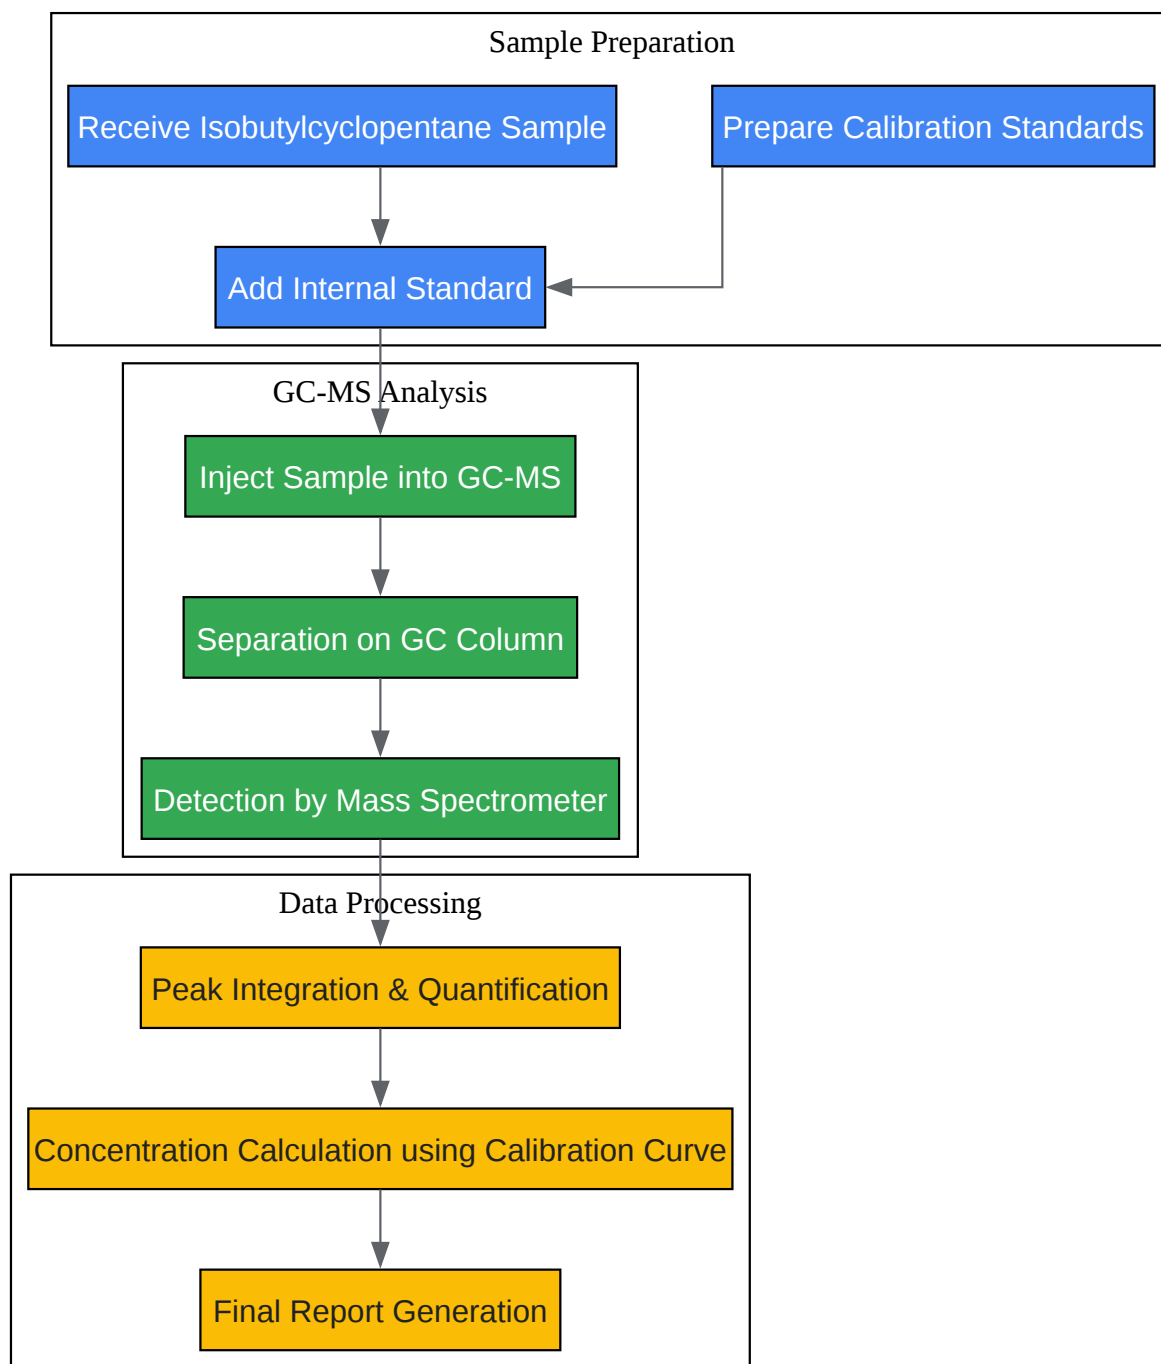 Sample Preparation
Receive Isobutylcyclopentane Sample
Prepare Calibration Standards
Add Internal Standard
GC-MS Analysis
Inject Sample into GC-MS
Separation on GC Column
Detection by Mass Spectrometer
Data Processing
Peak Integration & Quantification
Concentration Calculation using Calibration Curve
Final Report Generation